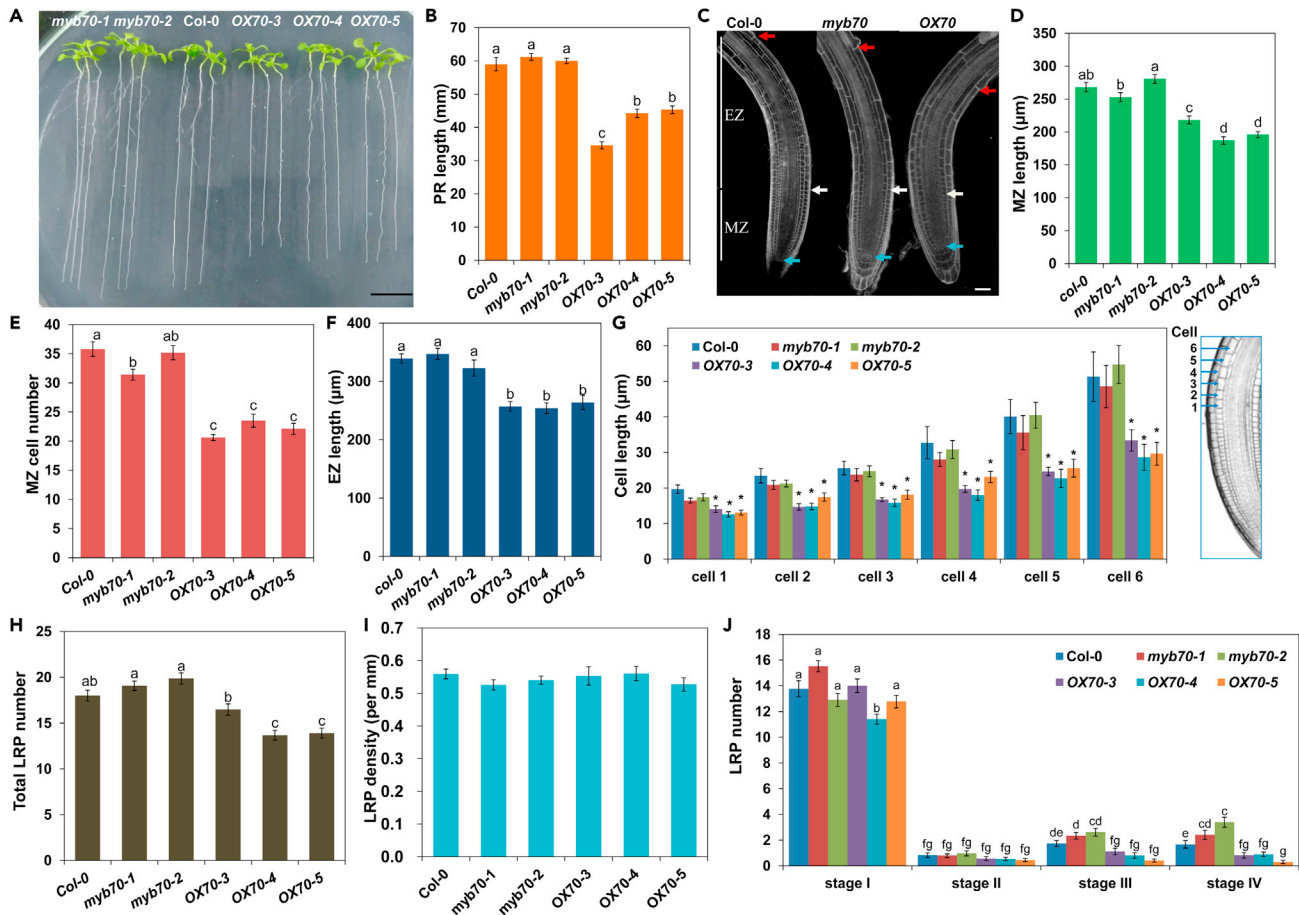 A
myb70-1 myb70-2 Col-0 OX70-3 OX70-4 OX70-5
B
PR length (mm)
70
60
50
40
30
20
10
0
a a a c b b
Col-0 myb70-1 myb70-2 OX70-3 OX70-4 OX70-5
C
Col-0 myb70 OX70
EZ
MZ
D
MZ length (µm)
350
300
250
200
150
100
50
0
ab b a c d d
col-0 myb70-1 myb70-2 OX70-3 OX70-4 OX70-5
E
MZ cell number
40
35
30
25
20
15
10
5
0
a b ab c c c
Col-0 myb70-1 myb70-2 OX70-3 OX70-4 OX70-5
F
EZ length (µm)
400
300
200
100
0
a a a b b b
col-0 myb70-1 myb70-2 OX70-3 OX70-4 OX70-5
G
Cell length (µm)
60
50
40
30
20
10
0
Col-0 myb70-1 myb70-2
OX70-3 OX70-4 OX70-5
* * * * * * * * * * * * * * * * * *
cell 1 cell 2 cell 3 cell 4 cell 5 cell 6
Cell
6
5
4
3
2
1
H
Total LRP number
25
20
15
10
5
0
ab a a b c c
Col-0 myb70-1 myb70-2 OX70-3 OX70-4 OX70-5
I
LRP density (per mm)
0.7
0.6
0.5
0.4
0.3
0.2
0.1
0.0
Col-0 myb70-1 myb70-2 OX70-3 OX70-4 OX70-5
J
LRP number
18
16
14
12
10
8
6
4
2
0
Col-0 myb70-1 myb70-2
OX70-3 OX70-4 OX70-5
a a a a b a fg fg fg fg fg fg de d cd fg fg fg e cd c fg fg g
stage I stage II stage III stage IV